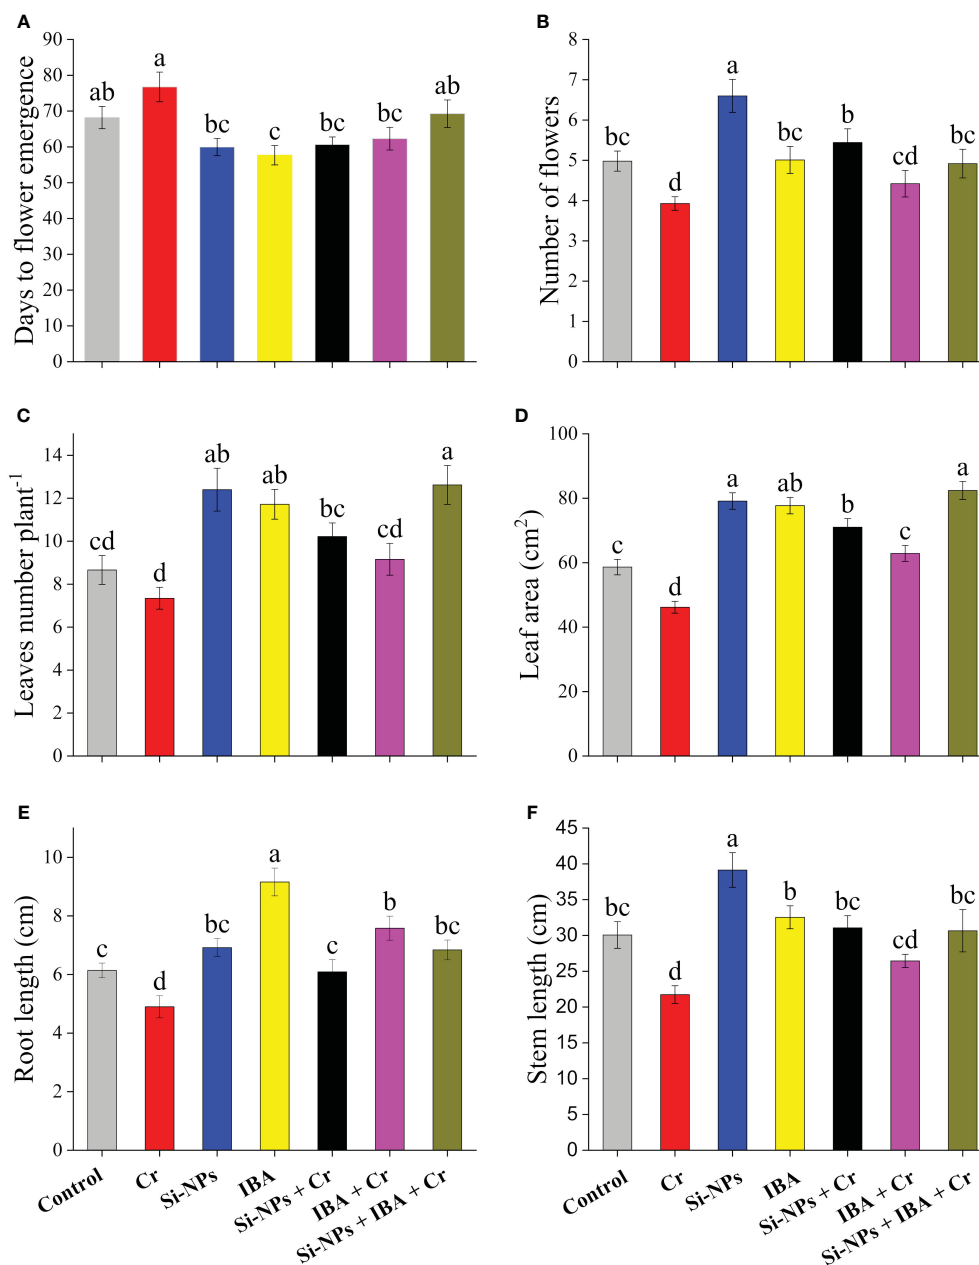 A
Days to flower emergence
90
80
70
60
50
40
30
20
10
0
ab
a
bc
c
bc
bc
ab
B
Number of flowers
8
7
6
5
4
3
2
1
0
bc
d
a
bc
b
cd
bc
C
Leaves number plant-1
14
12
10
8
6
4
2
0
cd
d
ab
ab
bc
cd
a
D
Leaf area (cm2)
100
80
60
40
20
0
c
d
a
ab
b
c
a
E
Root length (cm)
10
8
6
4
2
0
c
d
bc
a
c
b
bc
Control
Cr
Si-NPs
IBA
Si-NPs + Cr
IBA + Cr
Si-NPs + IBA + Cr
F
Stem length (cm)
45
40
35
30
25
20
15
10
5
0
bc
d
a
b
bc
cd
bc
Control
Cr
Si-NPs
IBA
Si-NPs + Cr
IBA + Cr
Si-NPs + IBA + Cr